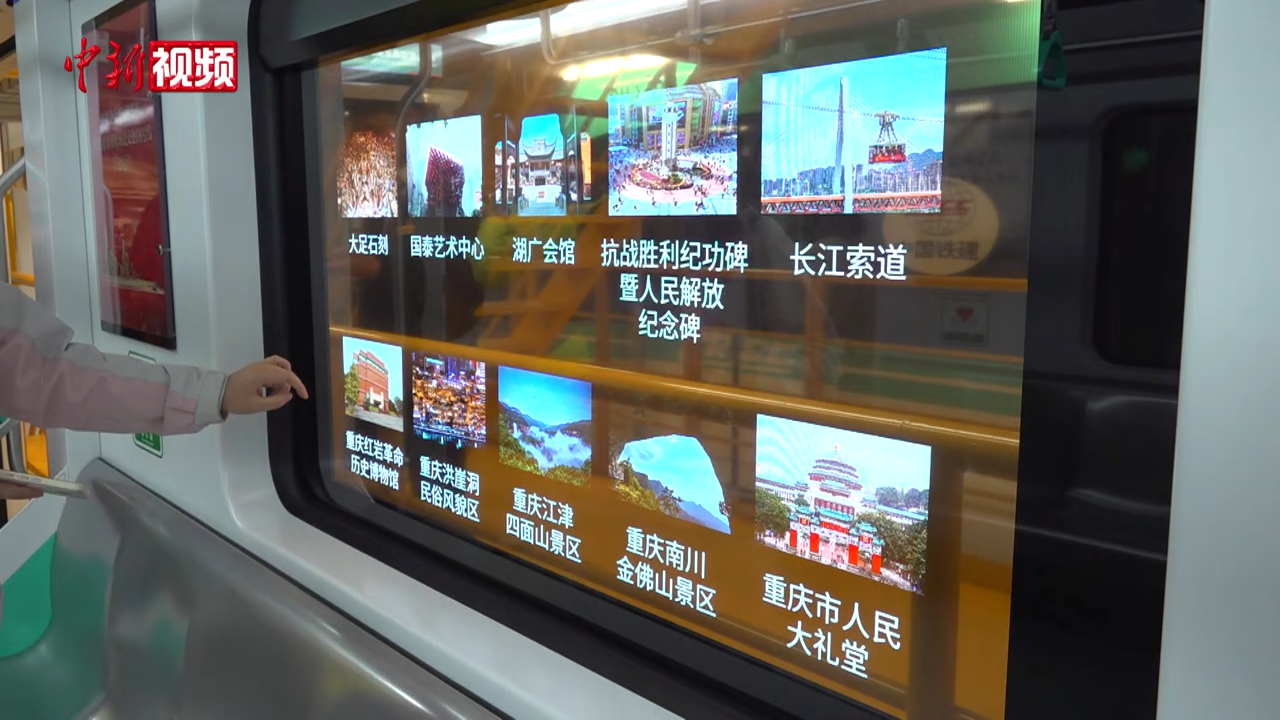 中新视频
大足石刻
国泰艺术中心
湖广会馆
抗战胜利纪功碑
暨人民解放
纪念碑
长江索道
中国铁建
重庆红岩革命
历史博物馆
重庆洪崖洞
民俗风貌区
重庆江津
四面山景区
重庆南川
金佛山景区
重庆市人民
大礼堂